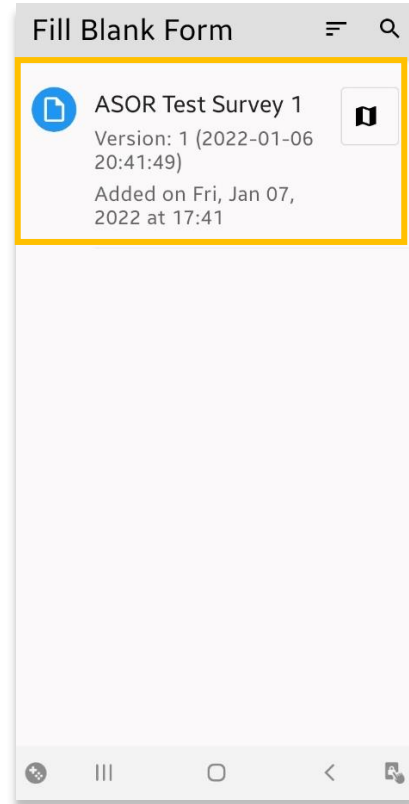 Fill Blank Form
ASOR Test Survey 1
Version: 1 (2022-01-06
20:41:49)
Added on Fri, Jan 07,
2022 at 17:41